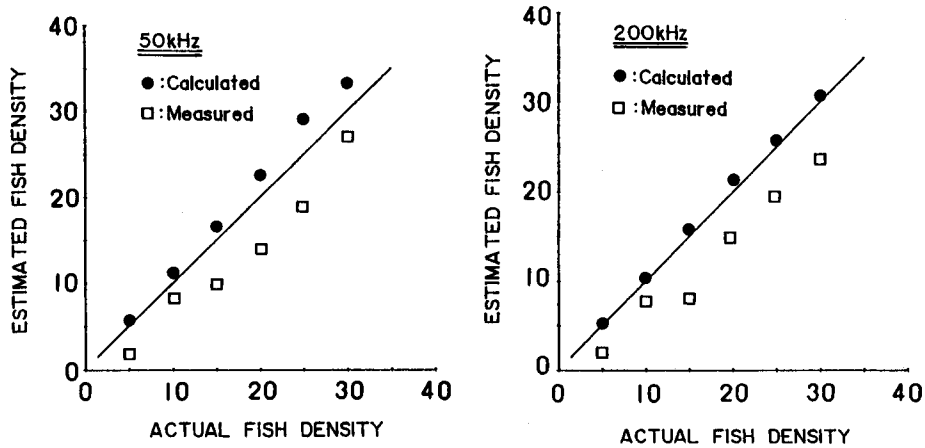 50kHz
● :Calculated
□ :Measured
40
30
20
10
0
0 10 20 30 40
ESTIMATED FISH DENSITY
ACTUAL FISH DENSITY
200kHz
● :Calculated
□ :Measured
40
30
20
10
0
0 10 20 30 40
ESTIMATED FISH DENSITY
ACTUAL FISH DENSITY